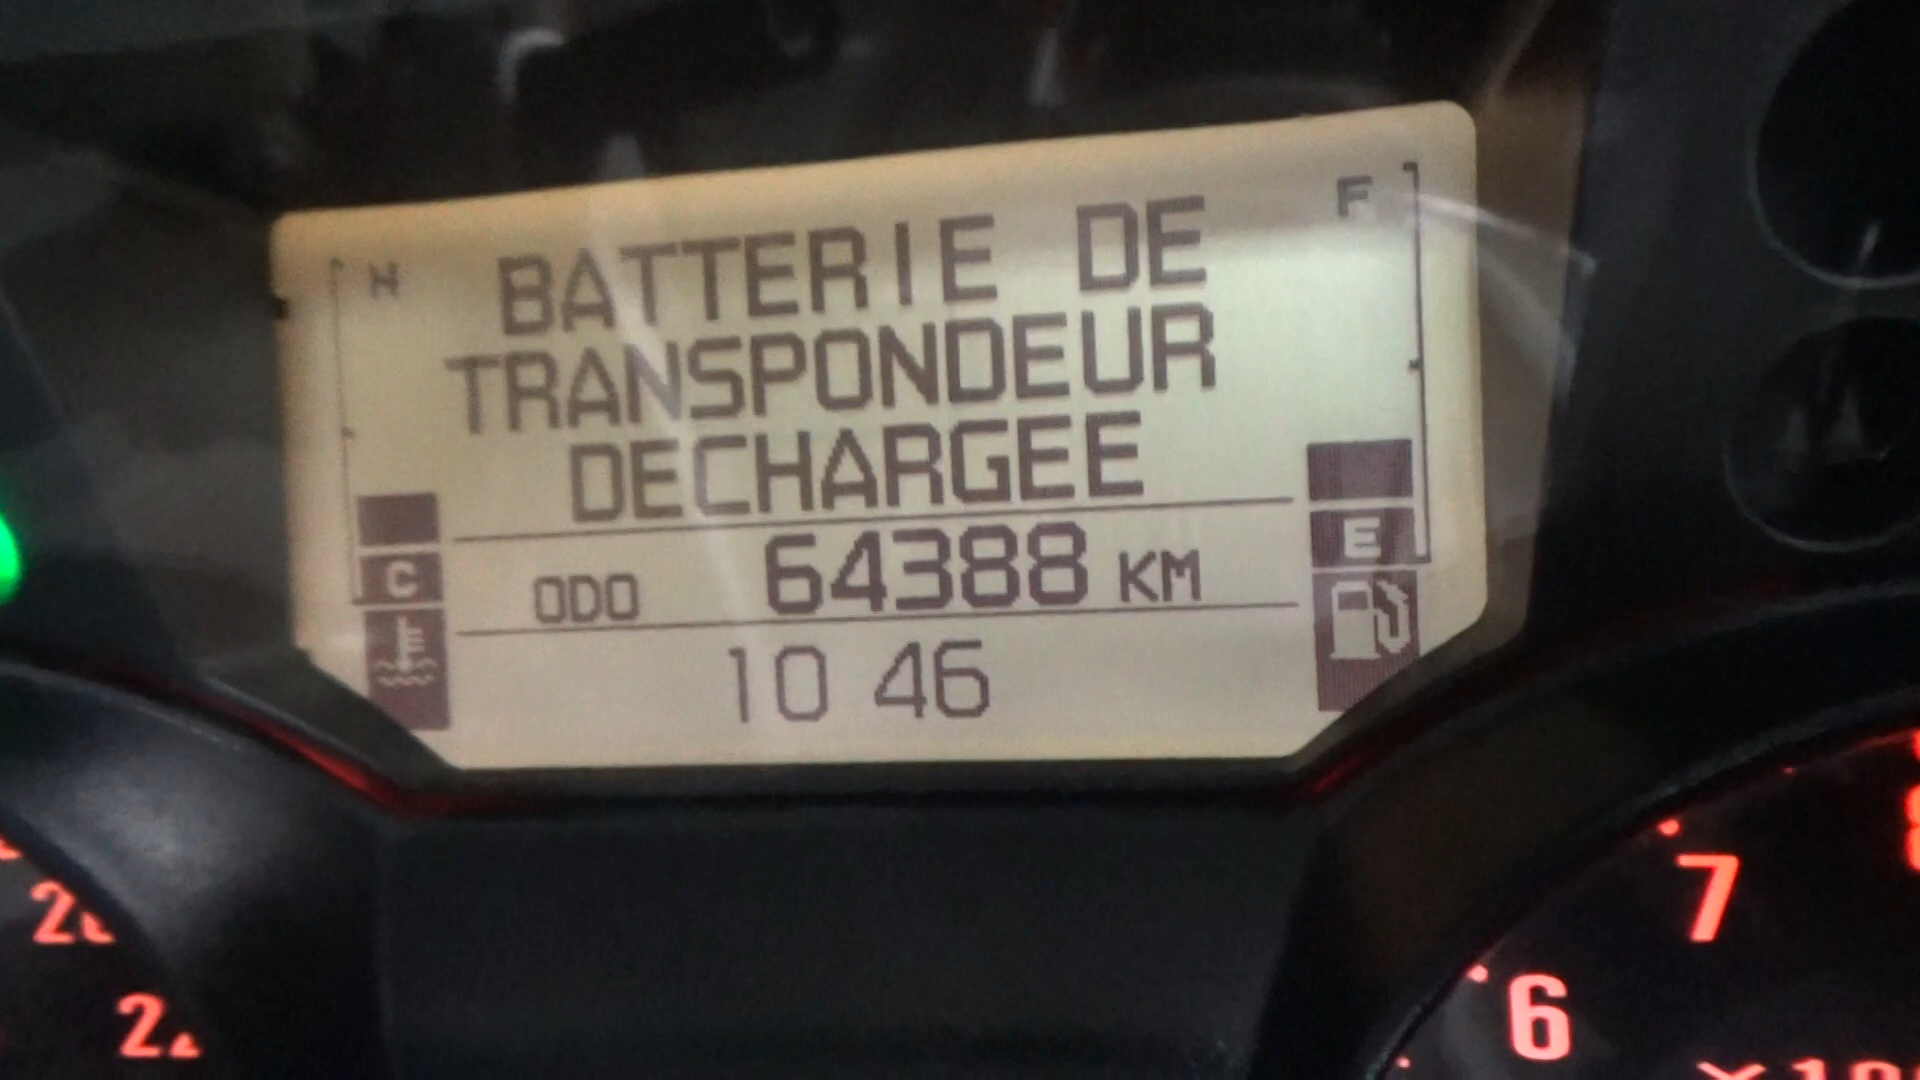 H
F
BATTERIE DE
TRANSPONDEUR
DECHARGEE
C
E
ODO 64388 KM
10 46
7
6